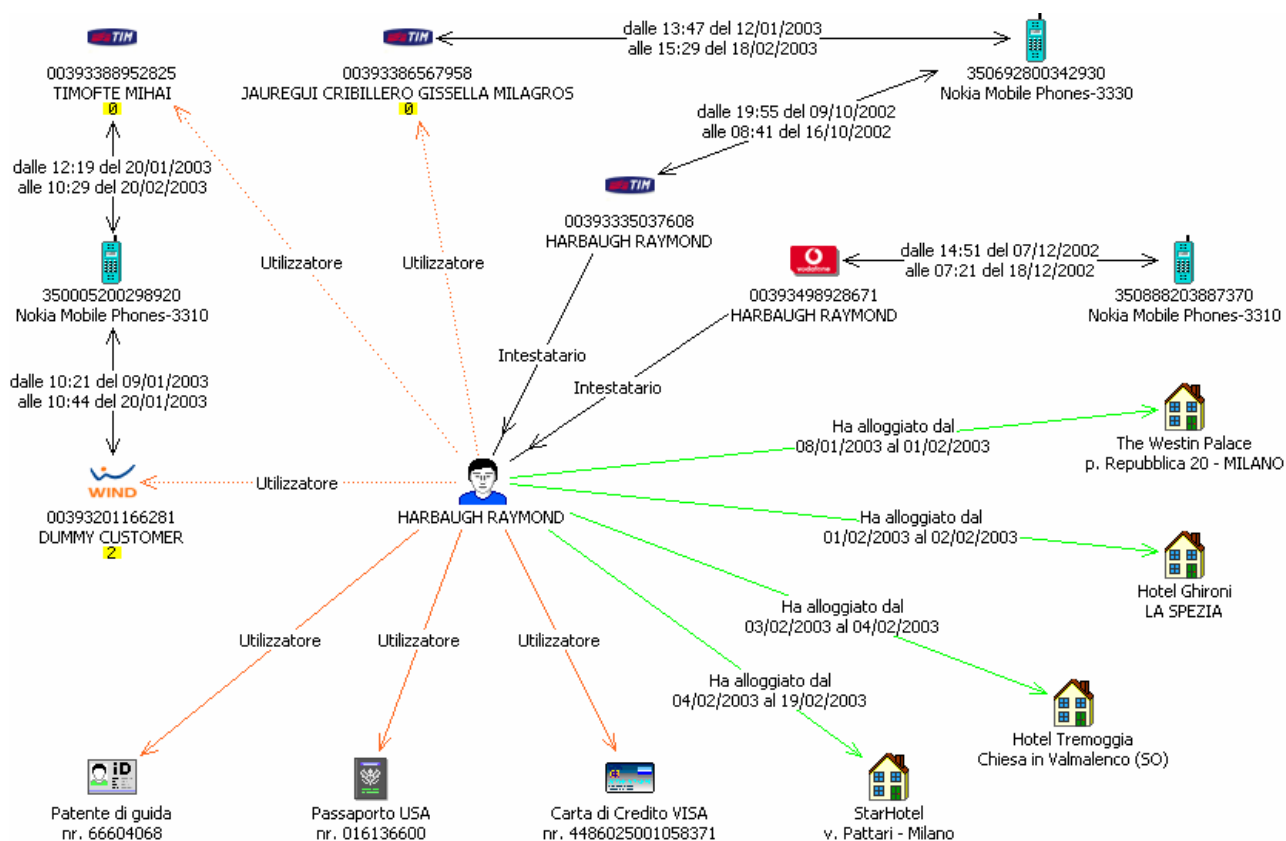 TIM
00393388952825
TIMOFTE MIHAI
0
TIM
00393386567958
JAUREGUI CRIBILLERO GISSELLA MILAGROS
0
dalle 13:47 del 12/01/2003
alle 15:29 del 18/02/2003
350692800342930
Nokia Mobile Phones-3330
dalle 19:55 del 09/10/2002
alle 08:41 del 16/10/2002
dalle 12:19 del 20/01/2003
alle 10:29 del 20/02/2003
TIM
00393335037608
HARBAUGH RAYMOND
Utilizzatore
Utilizzatore
350005200298920
Nokia Mobile Phones-3310
vodafone
00393498928671
HARBAUGH RAYMOND
dalle 14:51 del 07/12/2002
alle 07:21 del 18/12/2002
350888203887370
Nokia Mobile Phones-3310
Intestatario
Intestatario
dalle 10:21 del 09/01/2003
alle 10:44 del 20/01/2003
WIND
00393201166281
DUMMY CUSTOMER
2
Utilizzatore
HARBAUGH RAYMOND
Ha alloggiato dal
08/01/2003 al 01/02/2003
The Westin Palace
p. Repubblica 20 - MILANO
Ha alloggiato dal
01/02/2003 al 02/02/2003
Hotel Ghironi
LA SPEZIA
Ha alloggiato dal
03/02/2003 al 04/02/2003
Hotel Tremoggia
Chiesa in Valmalenco (SO)
Ha alloggiato dal
04/02/2003 al 19/02/2003
StarHotel
v. Pattari - Milano
Utilizzatore
Utilizzatore
Utilizzatore
iD
Patente di guida
nr. 66604068
Passaporto USA
nr. 016136600
Carta di Credito VISA
nr. 4486025001058371